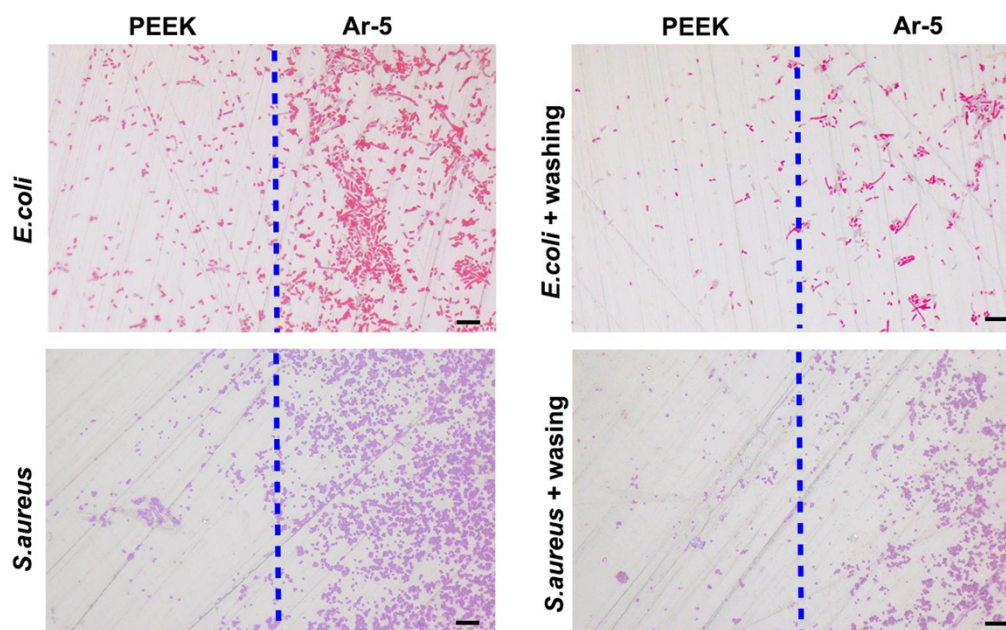 PEEK Ar-5
PEEK Ar-5
E.coli
E.coli + washing
S.aureus
S.aureus + wasing